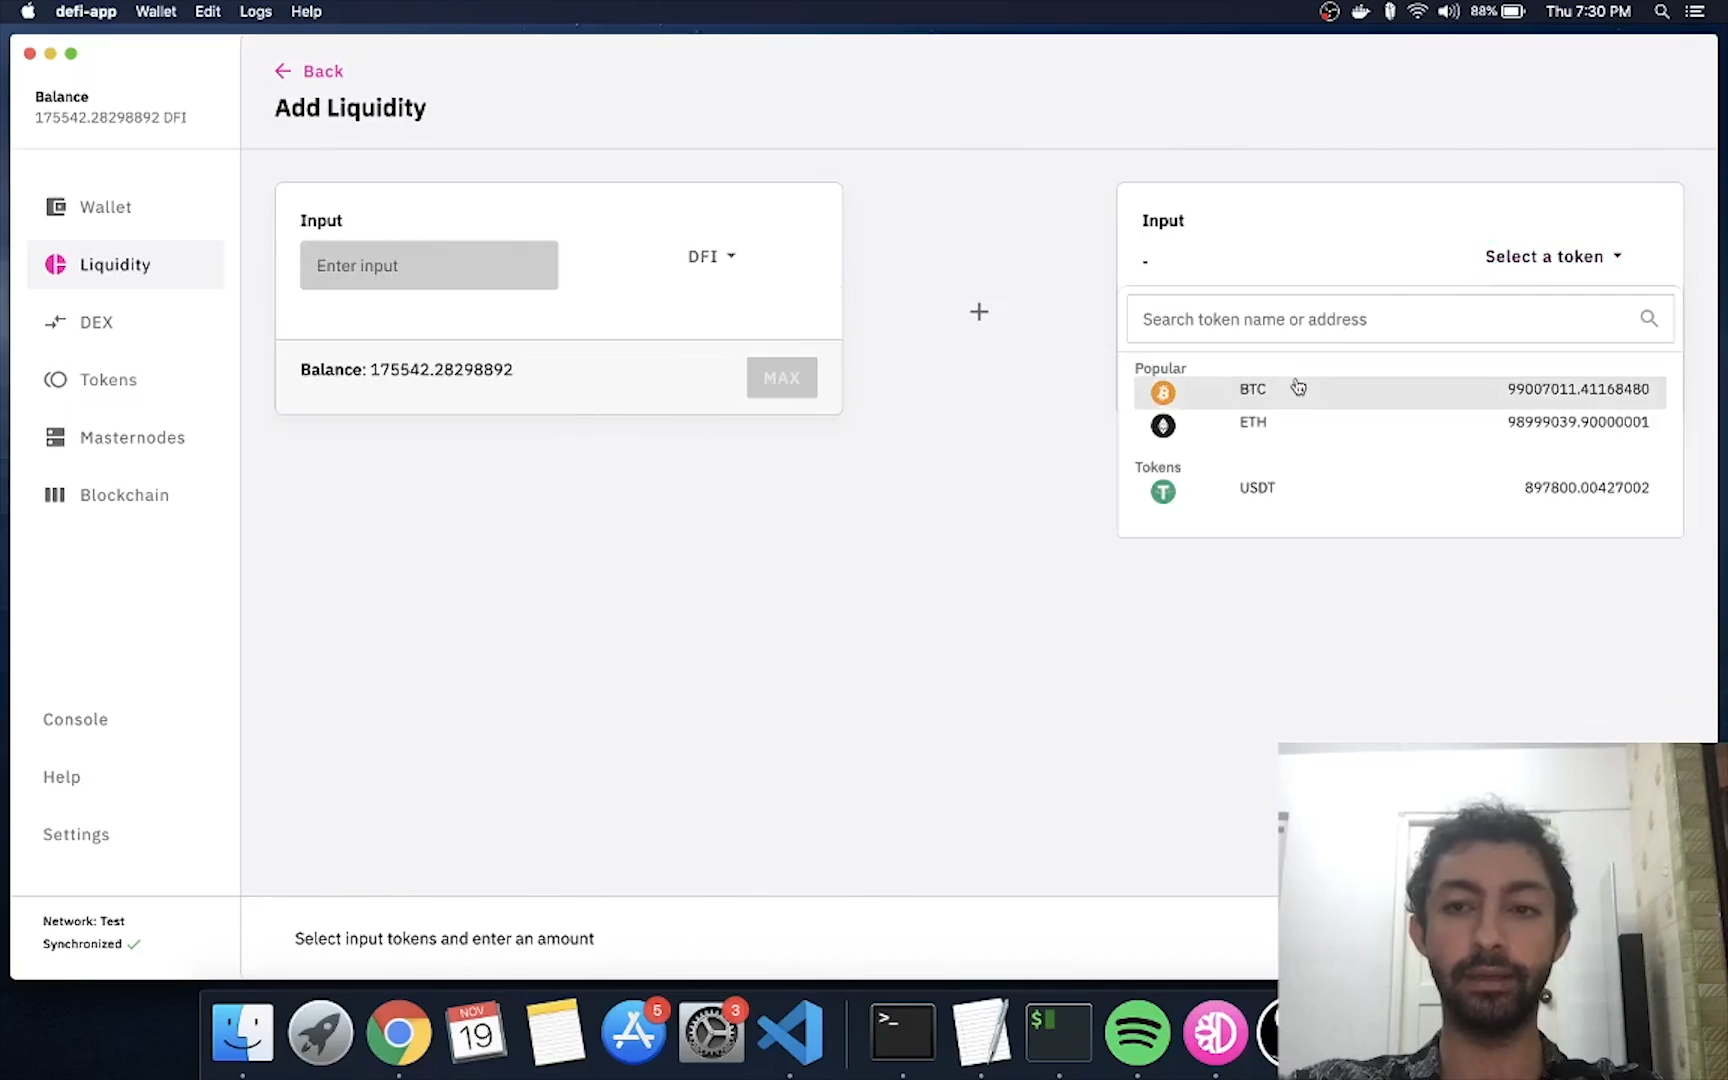 defi-app Wallet Edit Logs Help 88% Thu 7:30 PM
Balance
175542.28298892 DFI
Wallet
Liquidity
DEX
Tokens
Masternodes
Blockchain
Console
Help
Settings
Network: Test
Synchronized
Back
Add Liquidity
Input
Enter input
DFI
Balance: 175542.28298892
MAX
+
Input
-
Select a token
Search token name or address
Popular
BTC 99007011.41168480
ETH 98999039.90000001
Tokens
USDT 897800.00427002
Select input tokens and enter an amount
NOV
19
5
3
>_
$